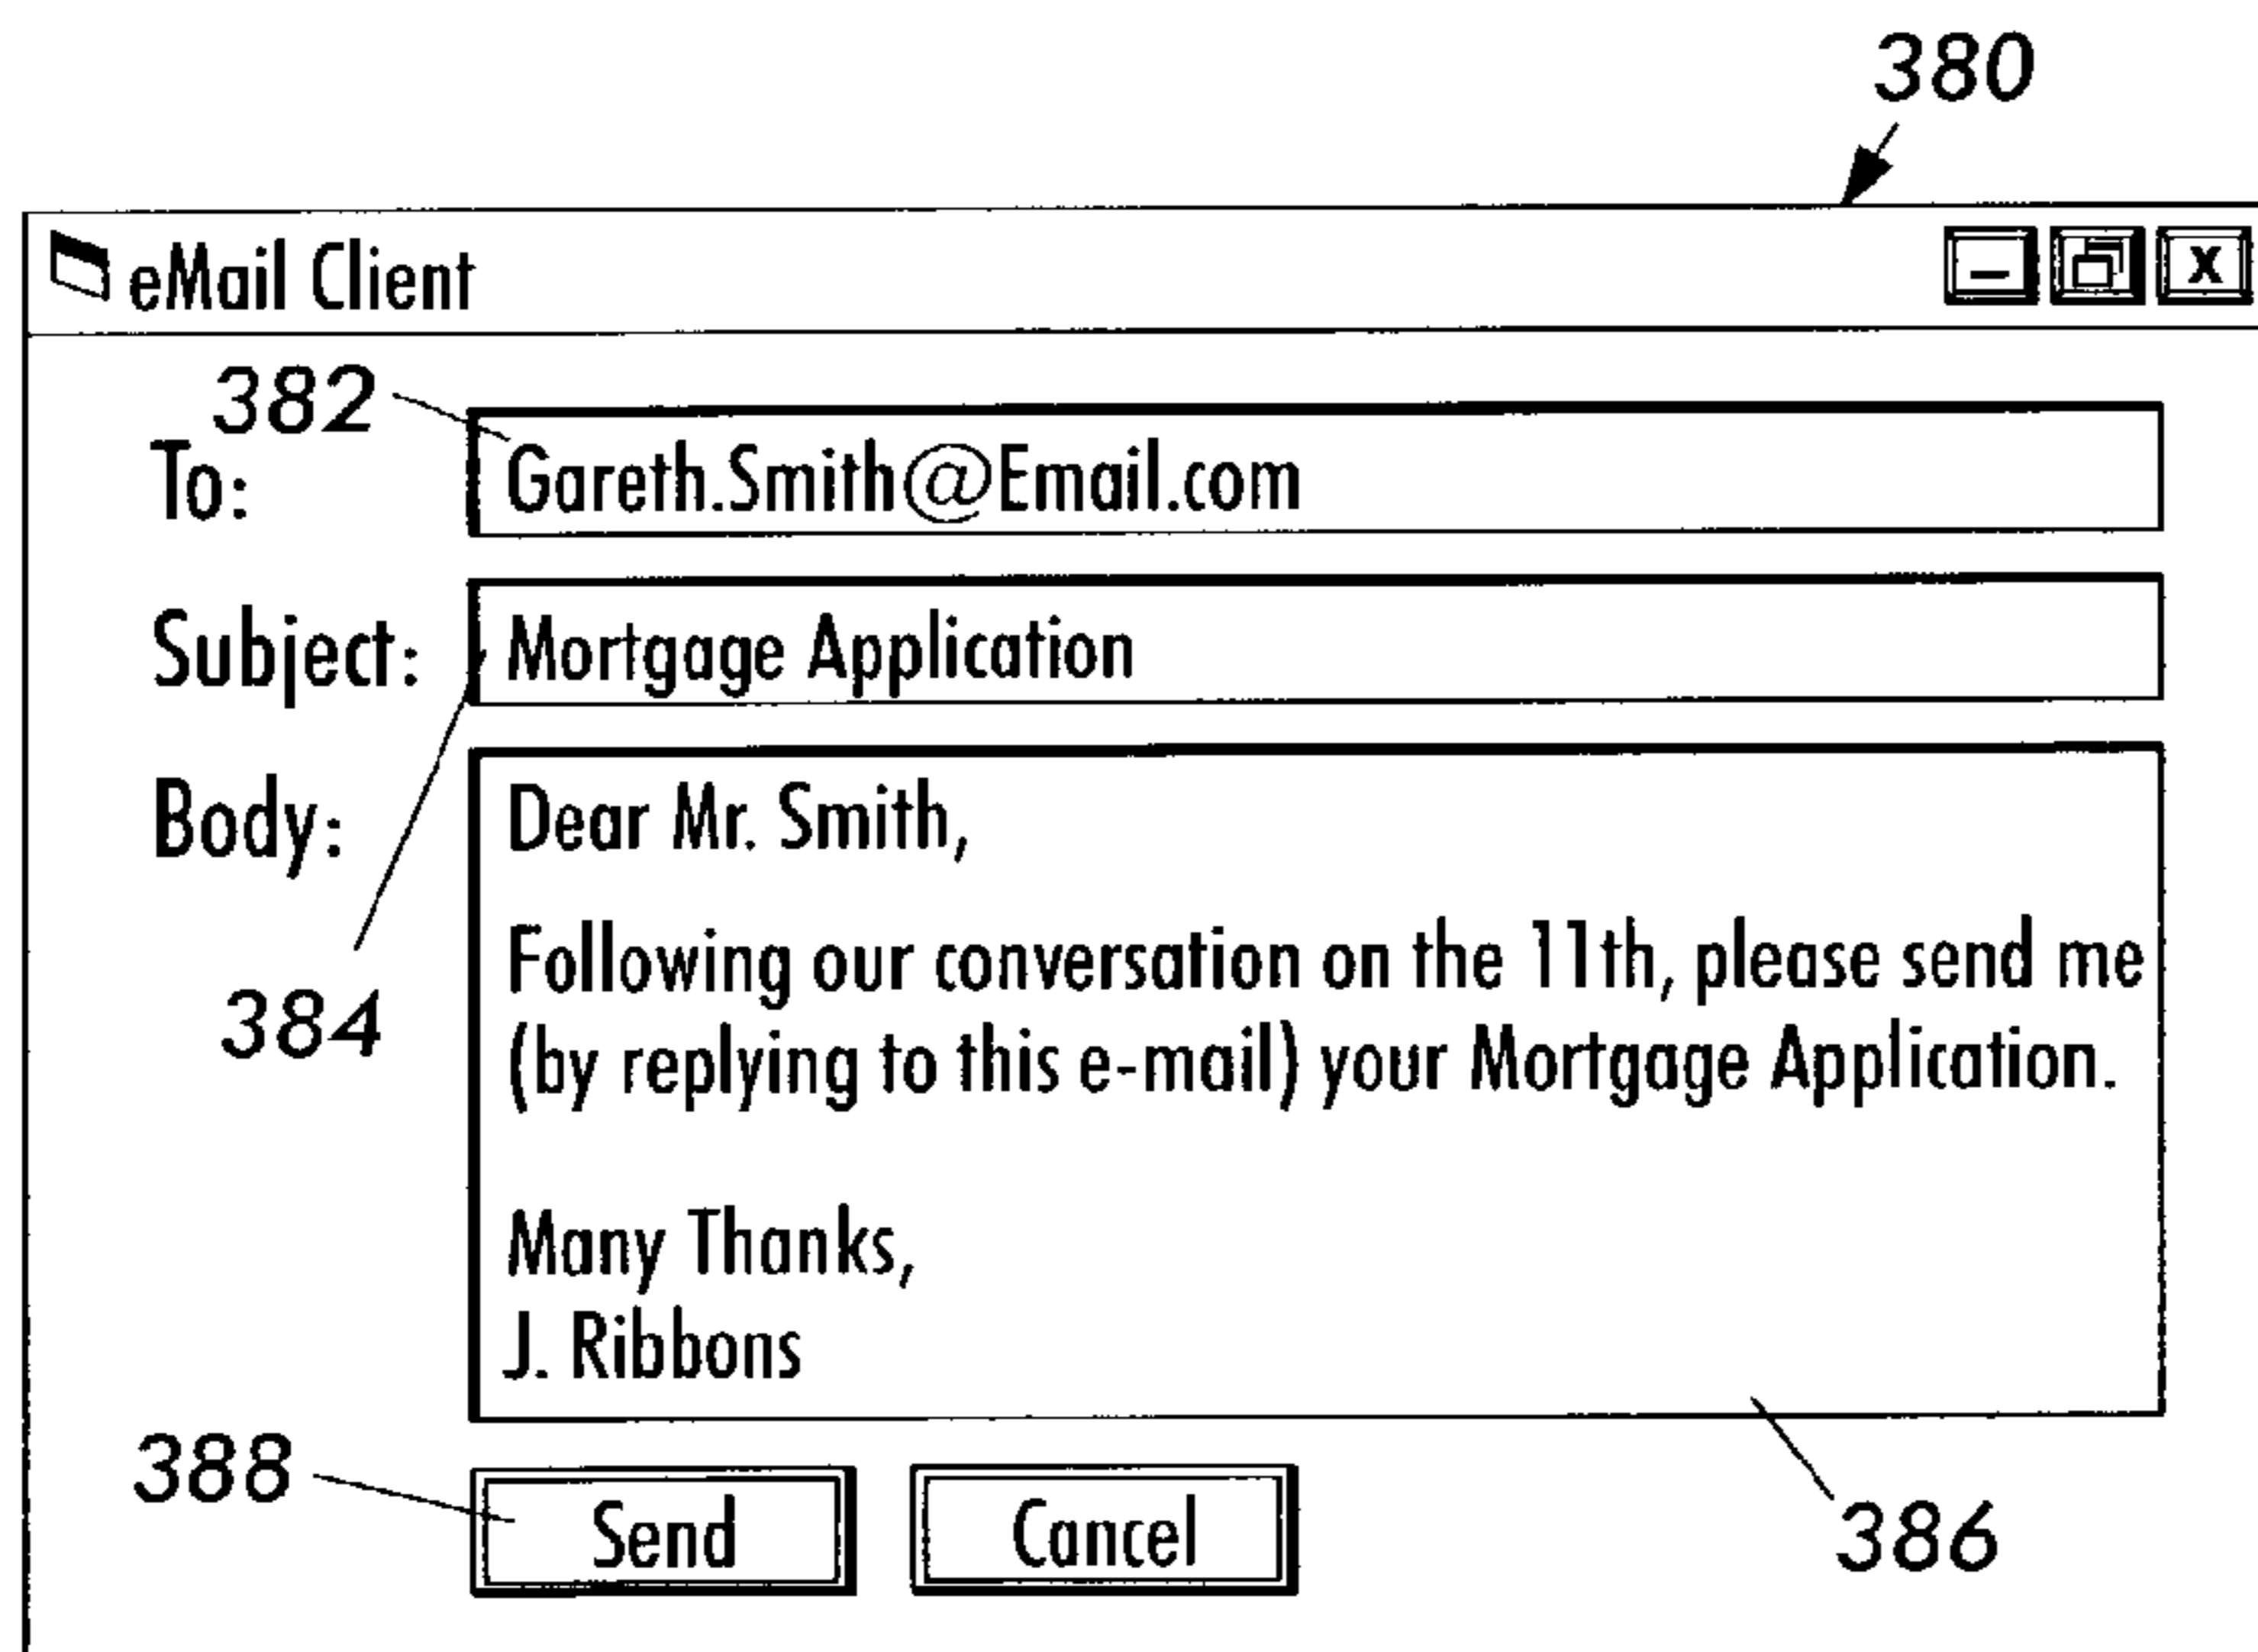 380
eMail Client
382
To: Gareth.Smith@Email.com
Subject: Mortgage Application
Body: Dear Mr. Smith,
Following our conversation on the 11th, please send me
384
(by replying to this e-mail) your Mortgage Application.
Many Thanks,
J. Ribbons
388
Send Cancel
386